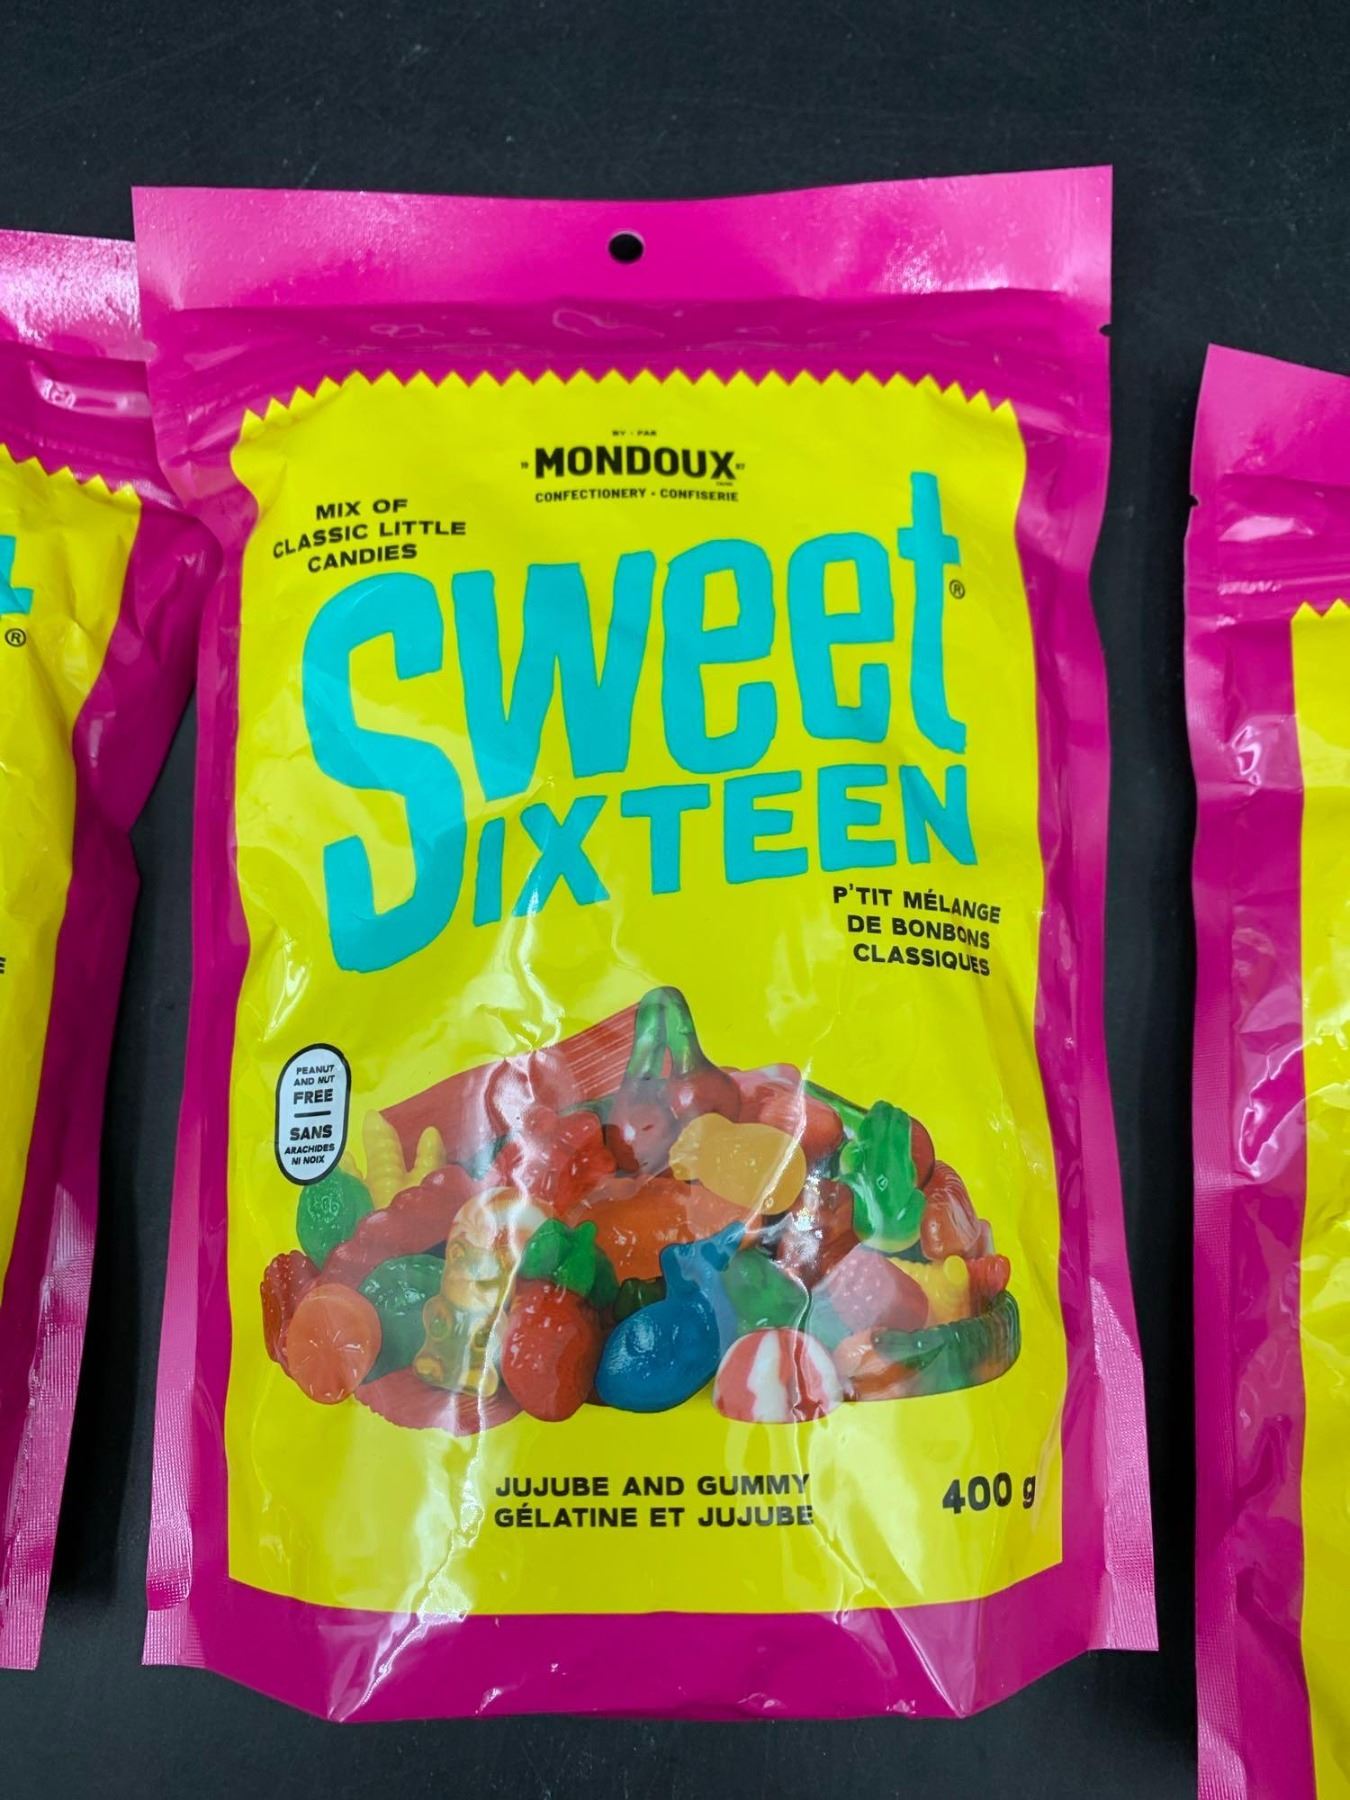 BY - PAR
MONDOUX
CONFECTIONERY - CONFISERIE
MIX OF
CLASSIC LITTLE
CANDIES
Sweet®
SIXTEEN
P'TIT MÉLANGE
DE BONBONS
CLASSIQUES
PEANUT
AND NUT
FREE
SANS
ARACHIDES
NI NOIX
JUJUBE AND GUMMY
GÉLATINE ET JUJUBE
400 g
t®
E